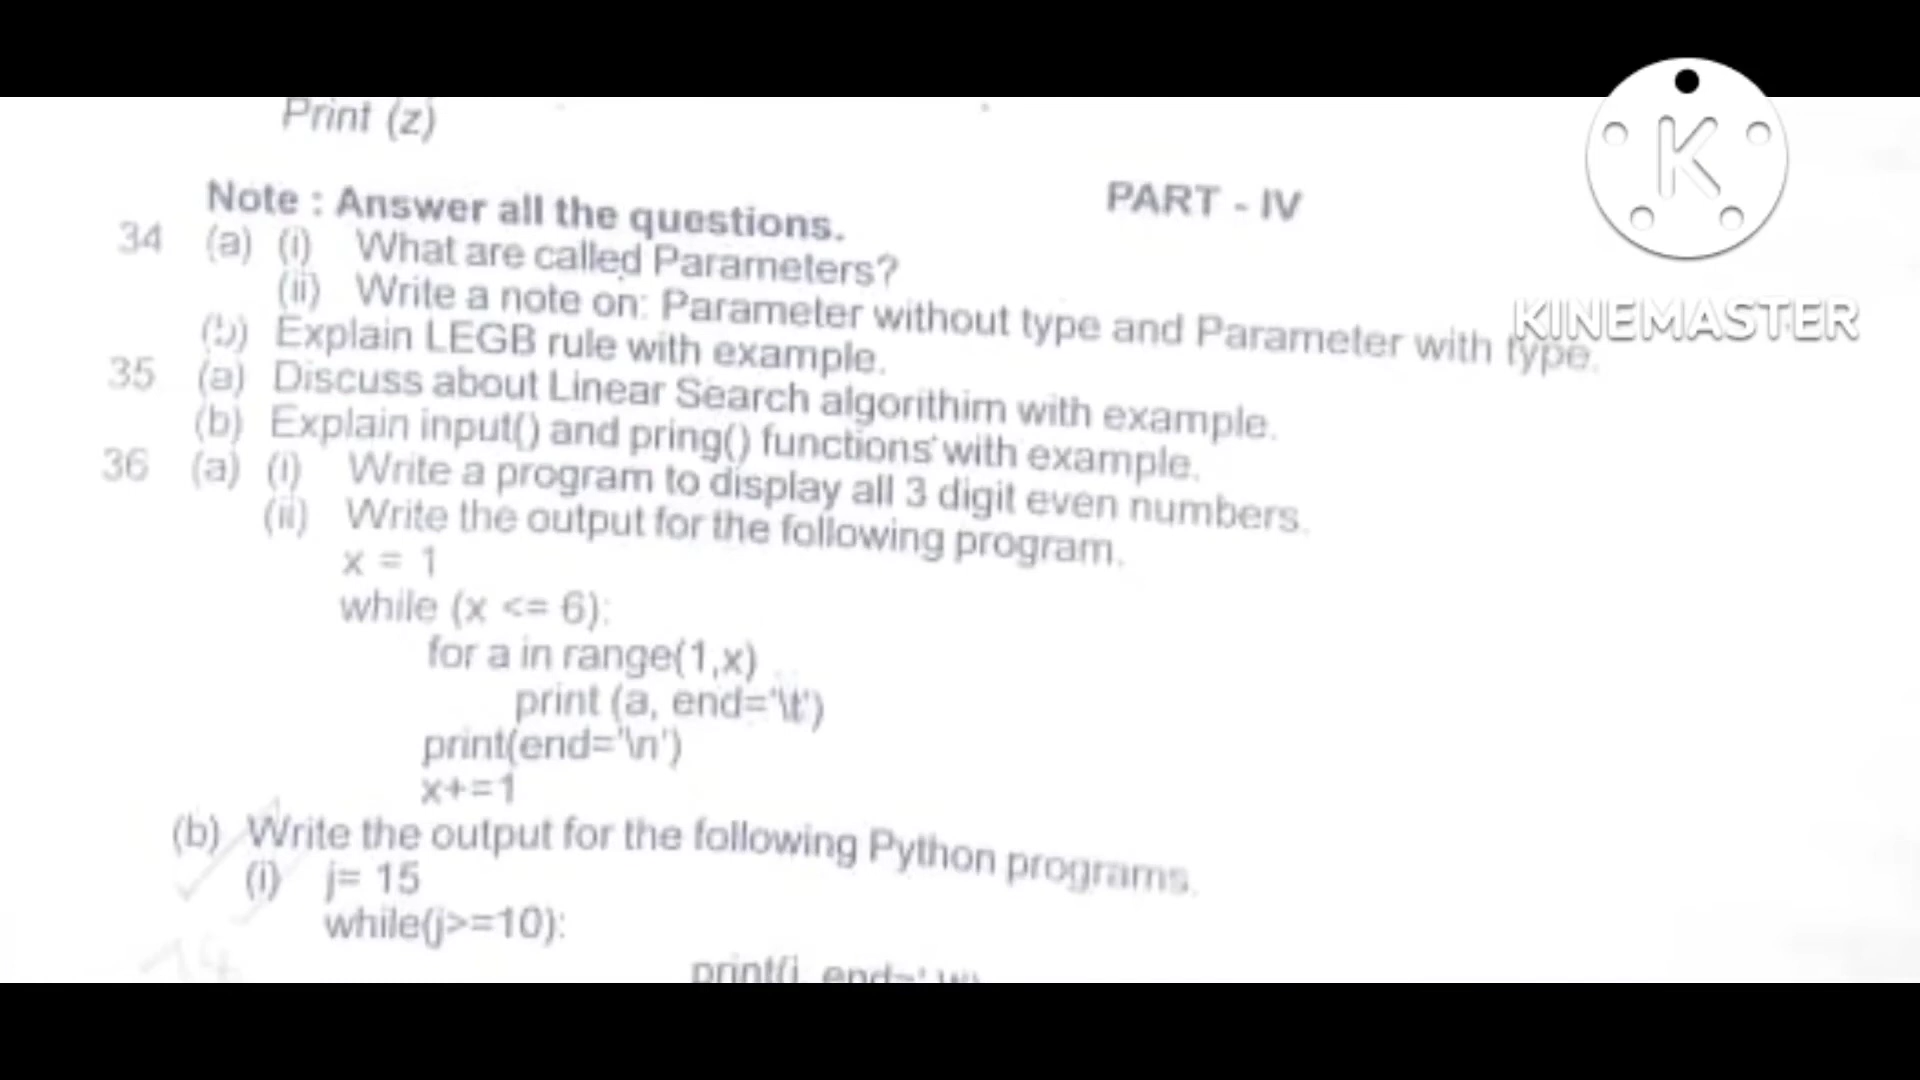 Print (z)
PART - IV
Note : Answer all the questions.
34 (a) (i) What are called Parameters?
(ii) Write a note on: Parameter without type and Parameter with type.
(b) Explain LEGB rule with example.
35 (a) Discuss about Linear Search algorithim with example.
(b) Explain input() and pring() functions with example.
36 (a) (i) Write a program to display all 3 digit even numbers.
(ii) Write the output for the following program.
x = 1
while (x <= 6):
for a in range(1,x)
print (a, end='\t')
print(end='\n')
x+=1
(b) Write the output for the following Python programs.
(i) j= 15
while(j>=10):
print(j, end='
K
KINEMASTER